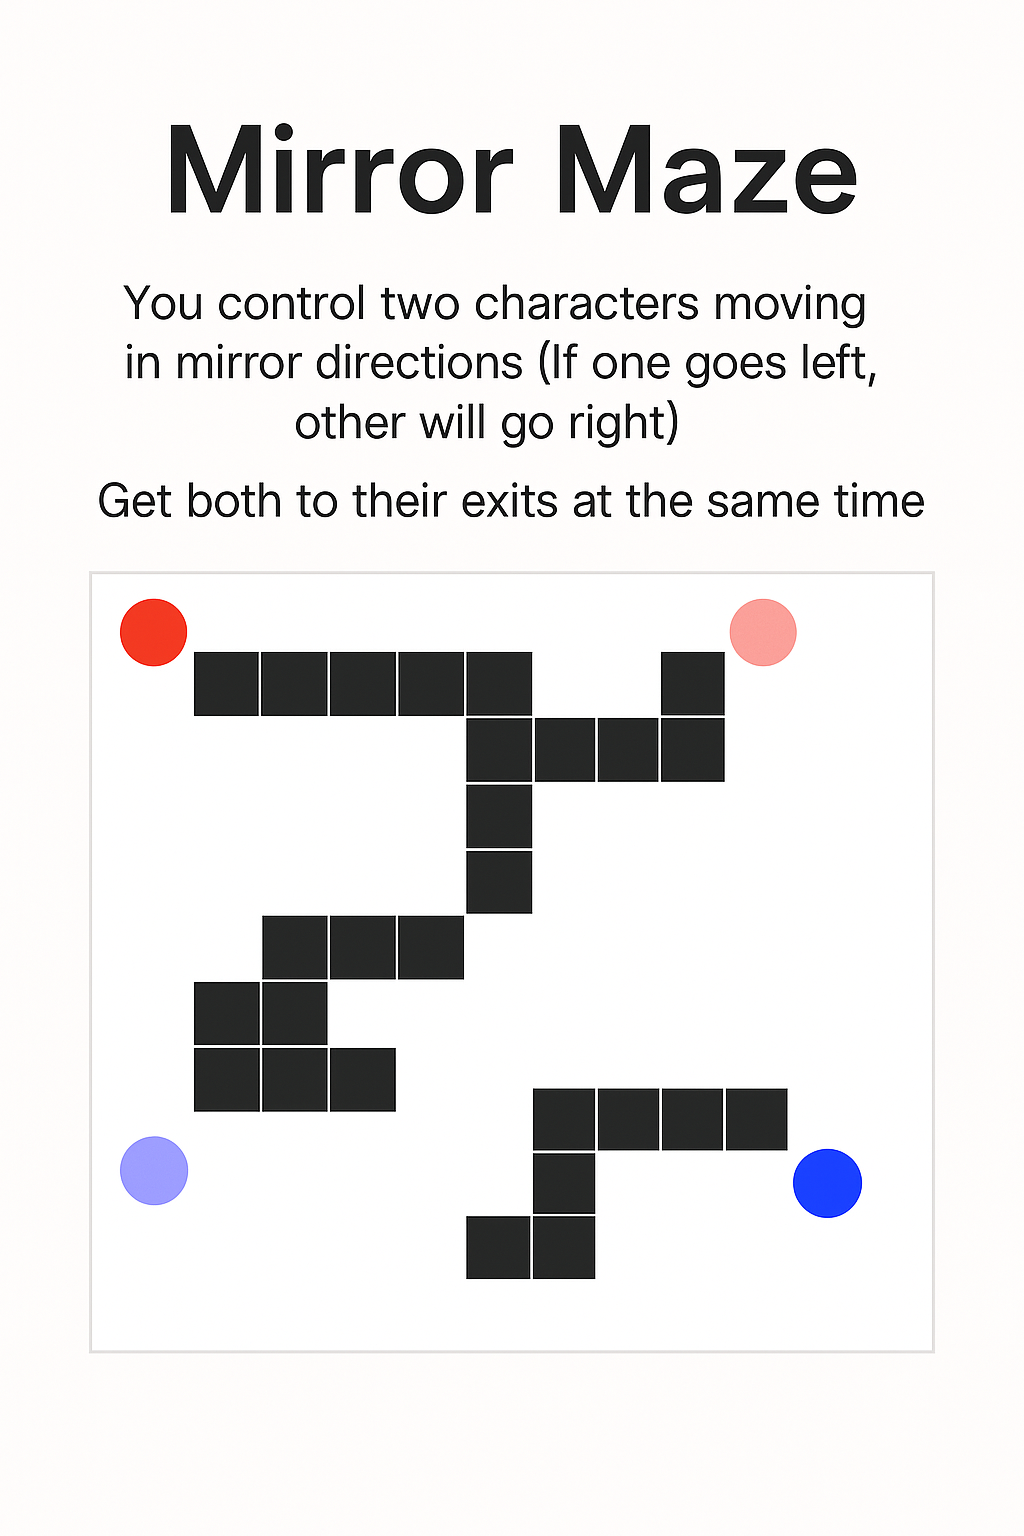 Mirror Maze
You control two characters moving
in mirror directions (If one goes left,
other will go right)
Get both to their exits at the same time